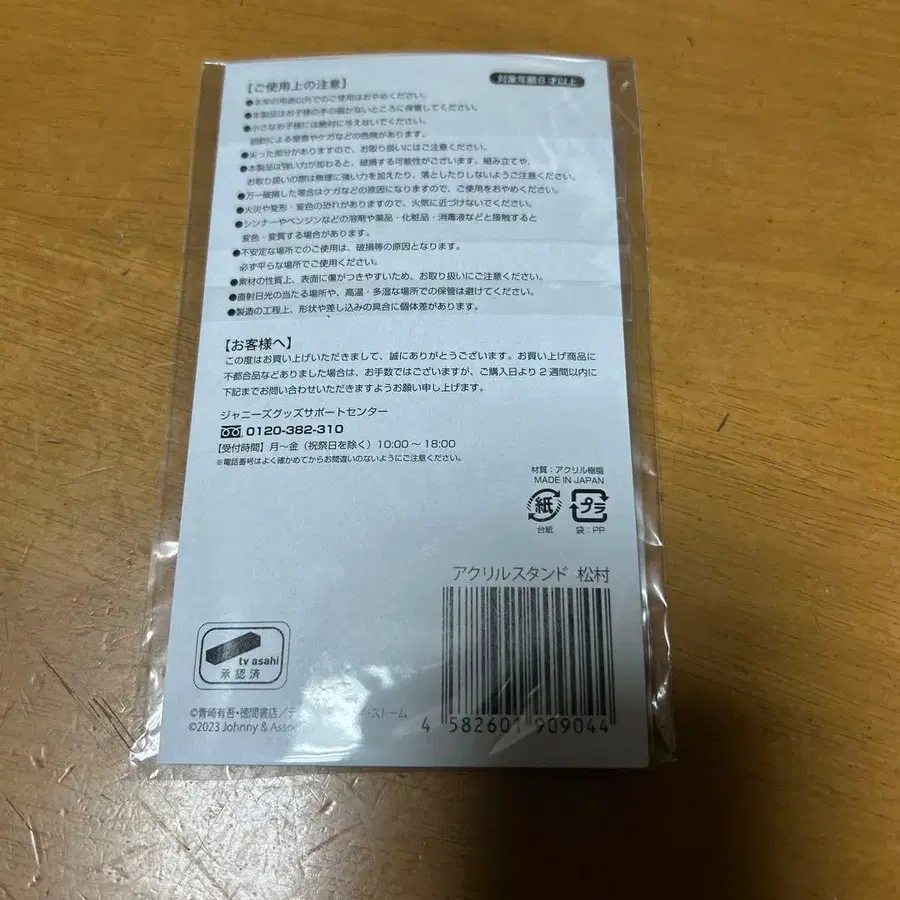 【ご使用上の注意】
対象年齢6才以上
●本来の用途以外でのご使用はおやめください。
●本製品はお子様の手の届かないところに保管してください。
●小さなお子様には絶対に与えないでください。
誤飲による窒息やケガなどの危険があります。
●尖った部分がありますので、お取り扱いにはご注意ください。
●本製品は強い力が加わると、破損する可能性がございます。組み立てや、
お取り扱いの際は無理に強い力を加えたり、落としたりしないようご注意ください。
●万一破損した場合はケガなどの原因になりますので、ご使用をおやめください。
●火災や変形・変色の恐れがありますので、火気に近づけないでください。
●シンナーやベンジンなどの溶剤や薬品・化粧品・消毒液などと接触すると
変色・変質する場合があります。
●不安定な場所でのご使用は、破損等の原因となります。
必ず平らな場所でご使用ください。
●素材の性質上、表面に傷がつきやすいため、お取り扱いにご注意ください。
●直射日光の当たる場所や、高温・多湿な場所での保管は避けてください。
●製造の工程上、形状や差し込みの具合に個体差があります。
【お客様へ】
この度はお買い上げいただきまして、誠にありがとうございます。お買い上げ商品に
不都合品などありました場合は、お手数ではございますが、ご購入日より2週間以内に
下記までお問い合わせいただきますようお願い申し上げます。
ジャニーズグッズサポートセンター
0120-382-310
【受付時間】月〜金（祝祭日を除く）10:00〜18:00
※電話番号はよく確かめてからお間違いのないようにご注意ください。
材質：アクリル樹脂
MADE IN JAPAN
紙 プラ
台紙 袋：PP
アクリルスタンド 松村
tv asahi
承認済
©青崎有吾・徳間書店／テ ・ストーム
©2023 Johnny & Asso
4 582601 909044